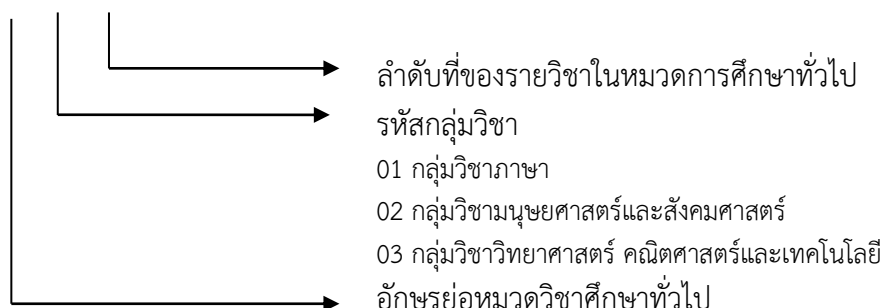 ลำดับที่ของรายวิชาในหมวดการศึกษาทั่วไป
รหัสกลุ่มวิชา
01 กลุ่มวิชาภาษา
02 กลุ่มวิชามนุษยศาสตร์และสังคมศาสตร์
03 กลุ่มวิชาวิทยาศาสตร์ คณิตศาสตร์และเทคโนโลยี
อักษรย่อหมวดวิชาศึกษาทั่วไป